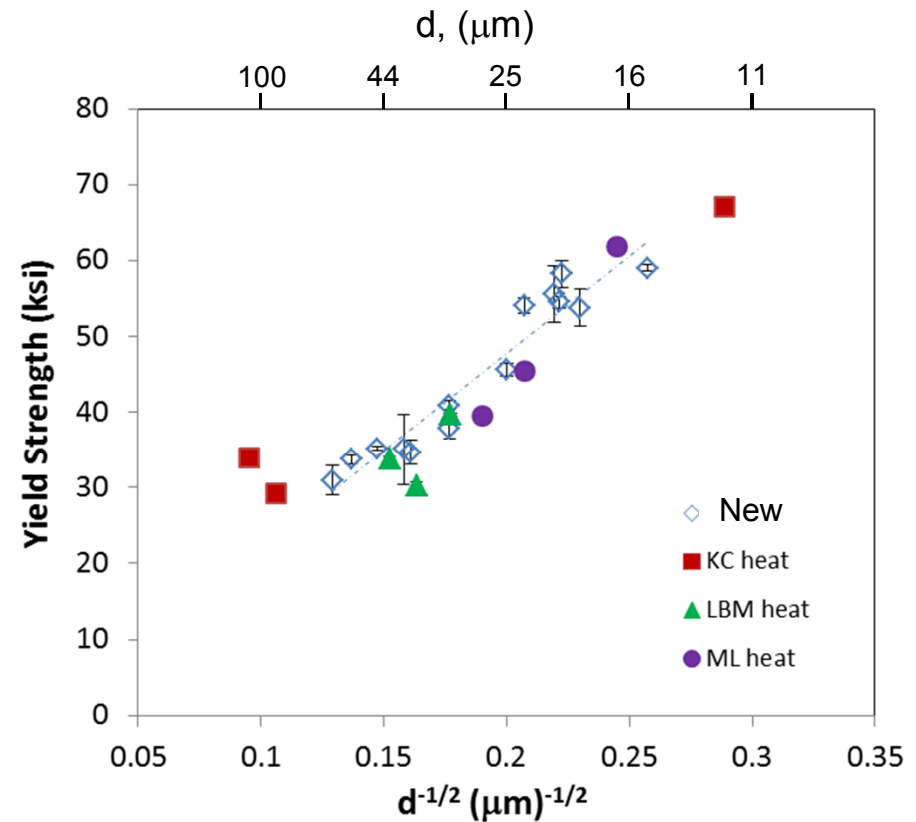 d, (μm)
100 44 25 16 11
80
70
60
50
40
30
20
10
0
Yield Strength (ksi)
New
KC heat
LBM heat
ML heat
0.05 0.1 0.15 0.2 0.25 0.3 0.35
d-1/2 (μm)-1/2